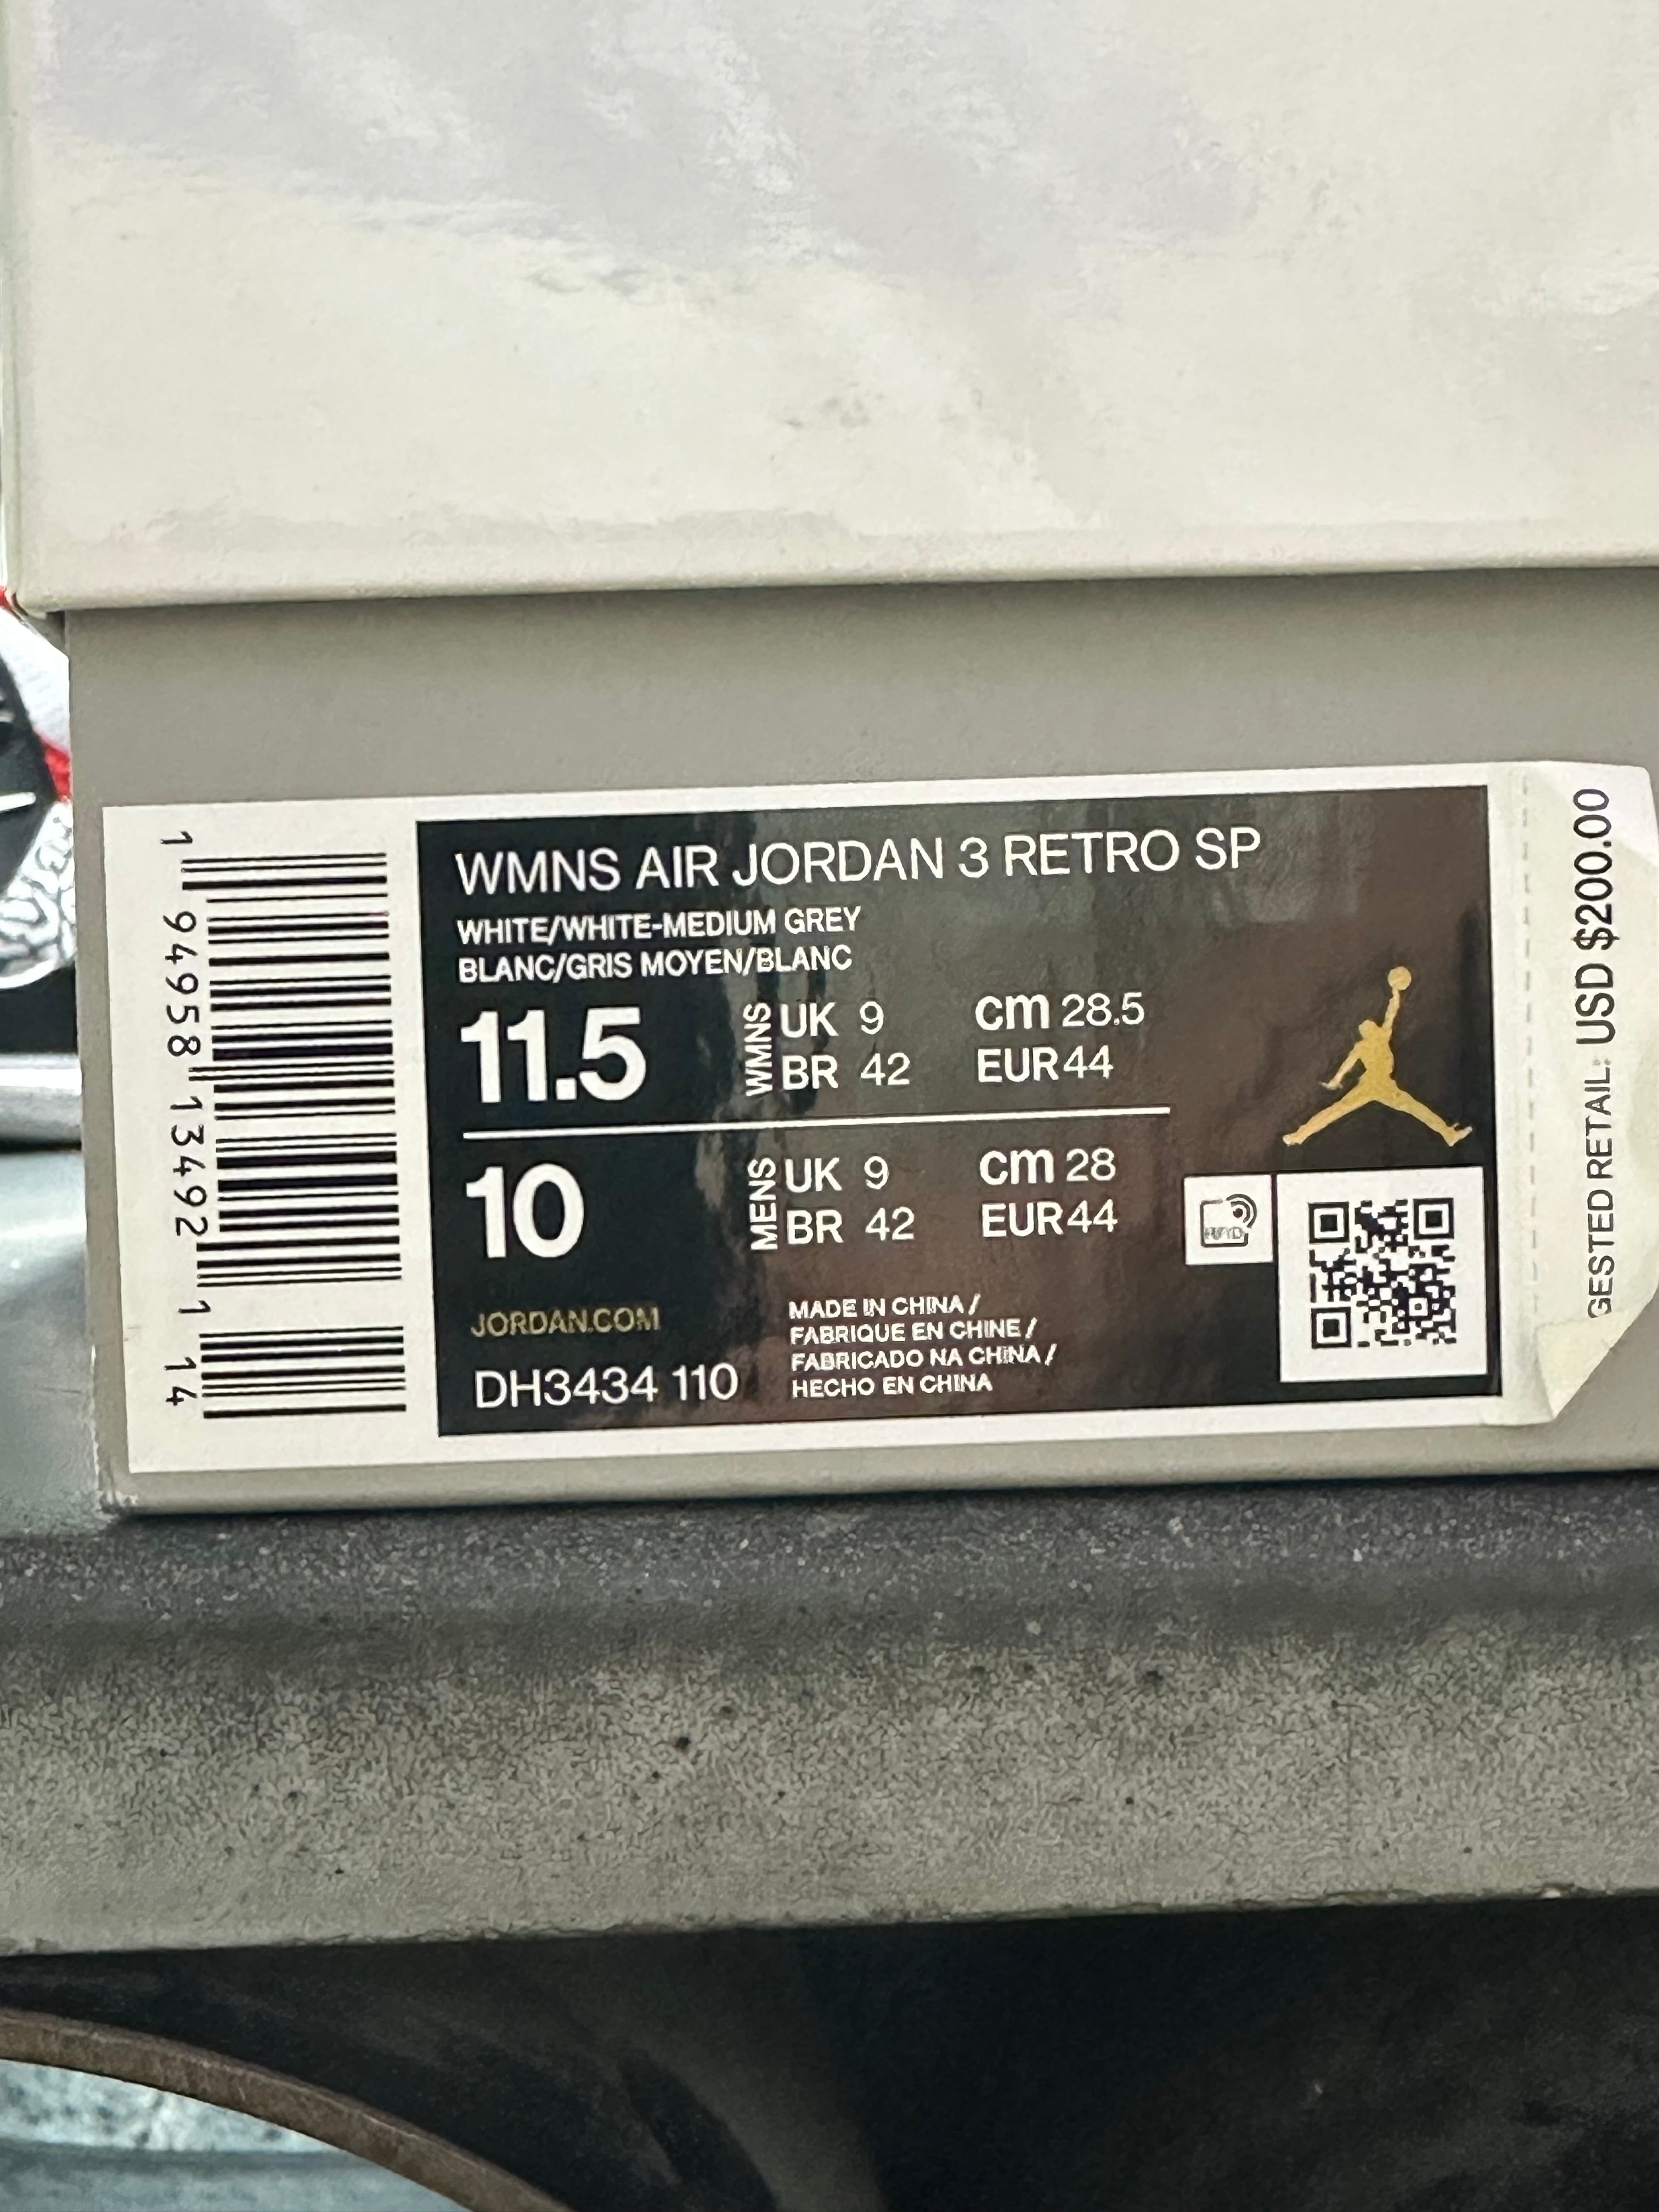 WMNS AIR JORDAN 3 RETRO SP
WHITE/WHITE-MEDIUM GREY
BLANC/GRIS MOYEN/BLANC
11.5
WMNS
UK 9
cm 28.5
BR 42
EUR 44
10
MENS
UK 9
cm 28
BR 42
EUR 44
JORDAN.COM
DH3434 110
MADE IN CHINA /
FABRIQUE EN CHINE /
FABRICADO NA CHINA /
HECHO EN CHINA
1 94958 13492 1 14
GESTED RETAIL: USD $200.00